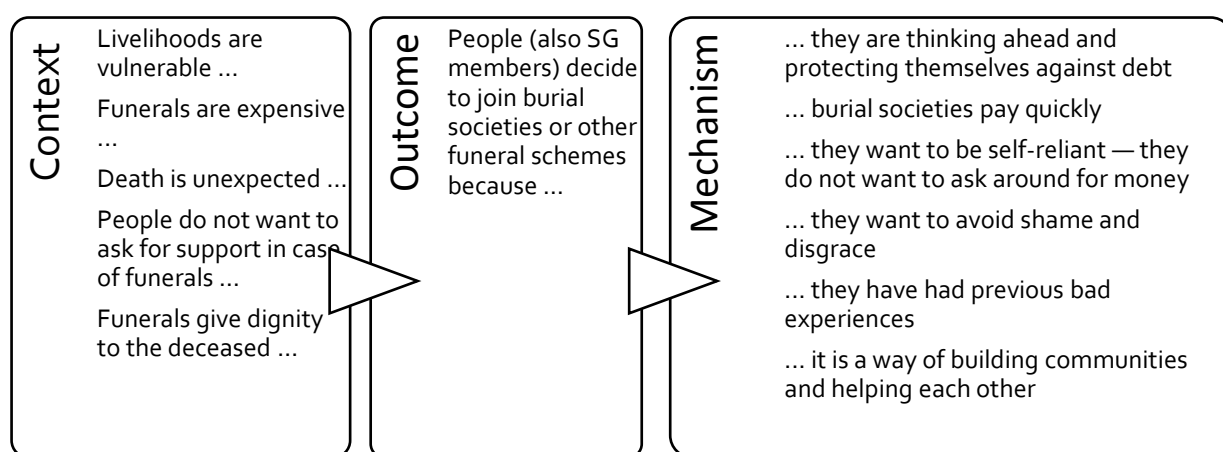 Context
Livelihoods are
vulnerable ...
Funerals are expensive
...
Death is unexpected ...
People do not want to
ask for support in case
of funerals ...
Funerals give dignity
to the deceased ...
Outcome
People (also SG
members) decide
to join burial
societies or other
funeral schemes
because ...
Mechanism
... they are thinking ahead and
protecting themselves against debt
... burial societies pay quickly
... they want to be self-reliant — they
do not want to ask around for money
... they want to avoid shame and
disgrace
... they have had previous bad
experiences
... it is a way of building communities
and helping each other